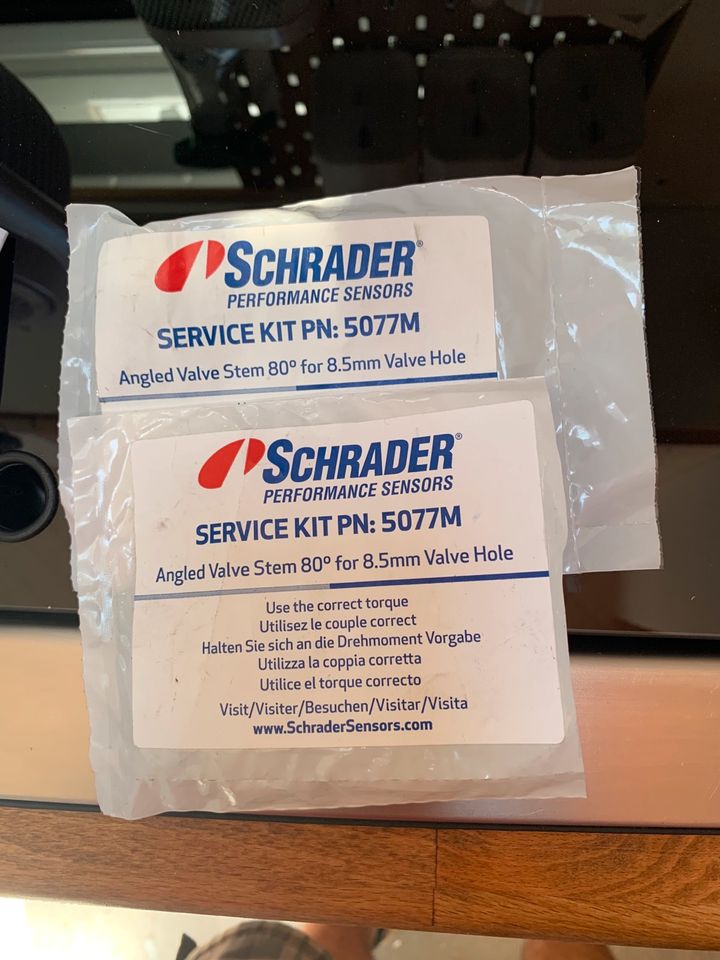 SCHRADER®
PERFORMANCE SENSORS
SERVICE KIT PN: 5077M
Angled Valve Stem 80º for 8.5mm Valve Hole
SCHRADER®
PERFORMANCE SENSORS
SERVICE KIT PN: 5077M
Angled Valve Stem 80º for 8.5mm Valve Hole
Use the correct torque
Utilisez le couple correct
Halten Sie sich an die Drehmoment Vorgabe
Utilizza la coppia corretta
Utilice el torque correcto
Visit/Visiter/Besuchen/Visitar/Visita
www.SchraderSensors.com